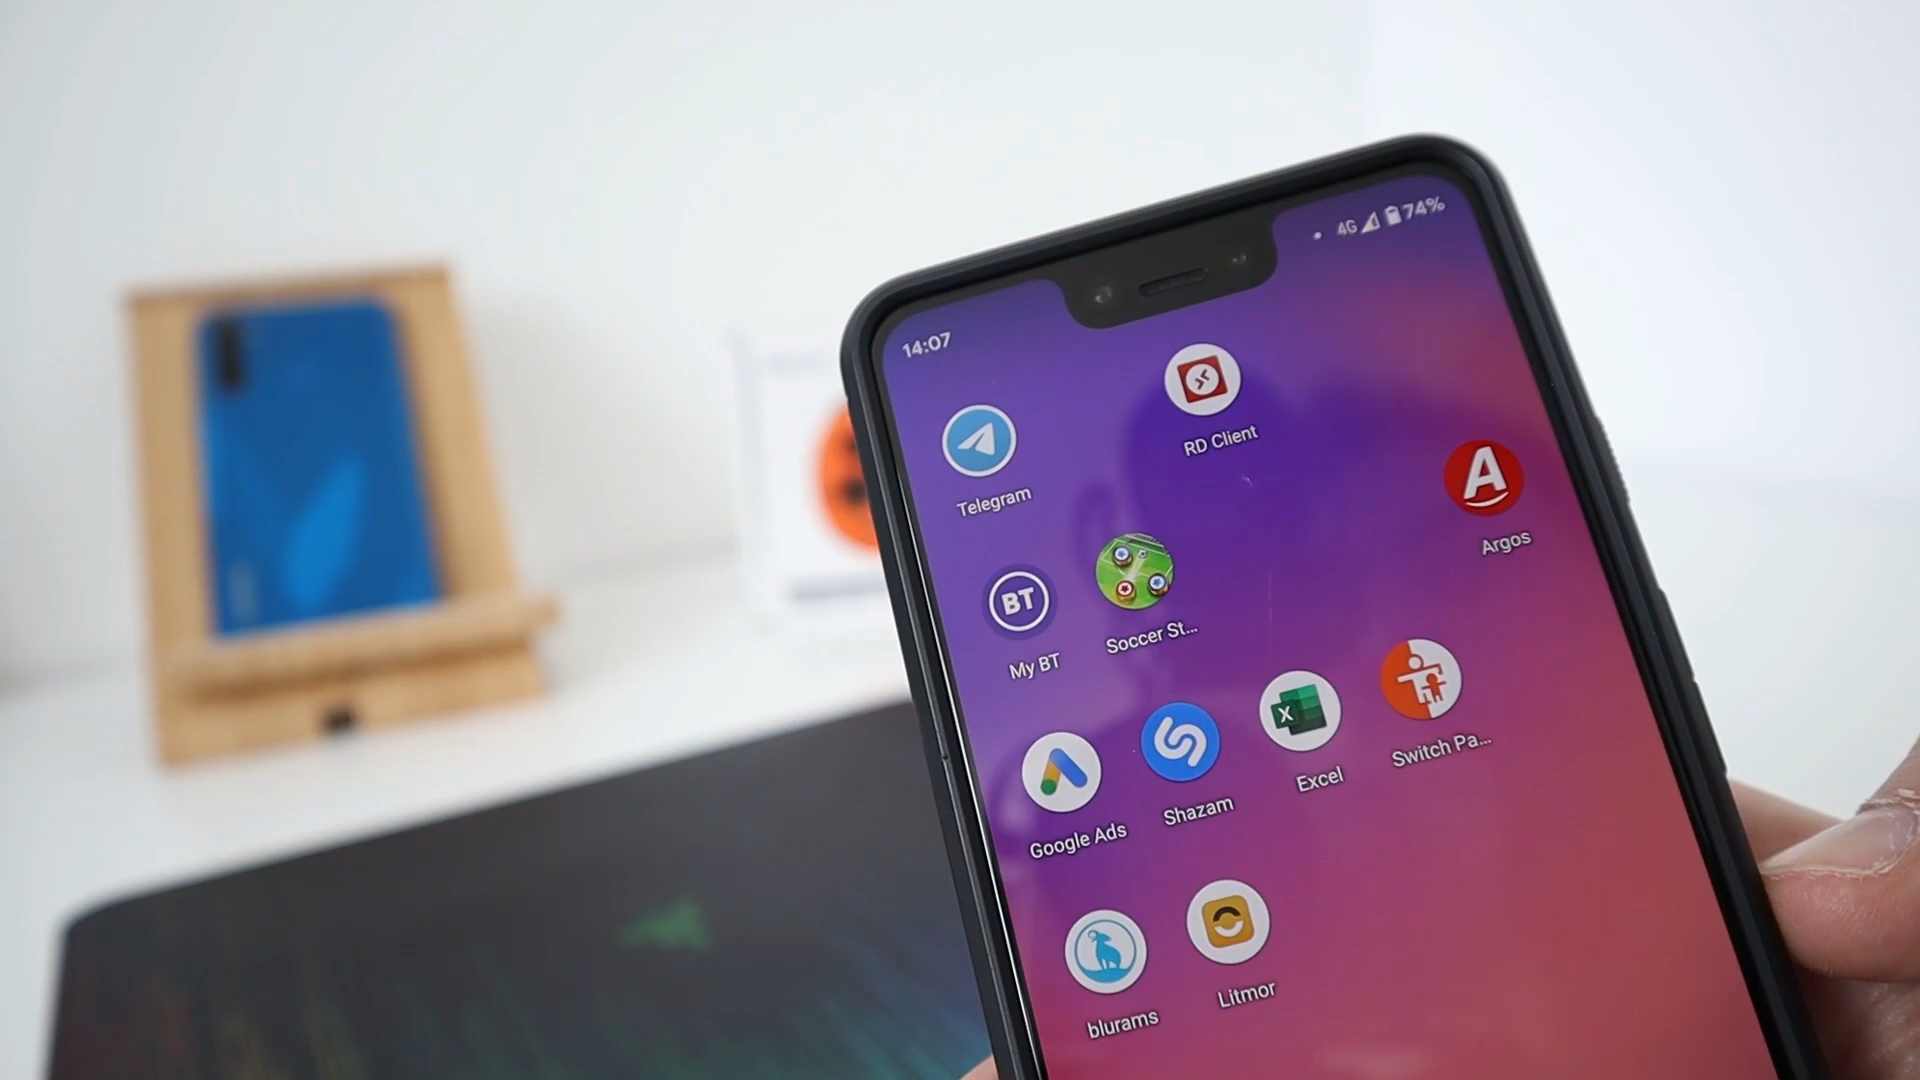 14:07
4G 74%
RD Client
Telegram
Argos
BT
My BT
Soccer St...
X
Excel
Switch Pa...
Shazam
Google Ads
blurams
Litmor